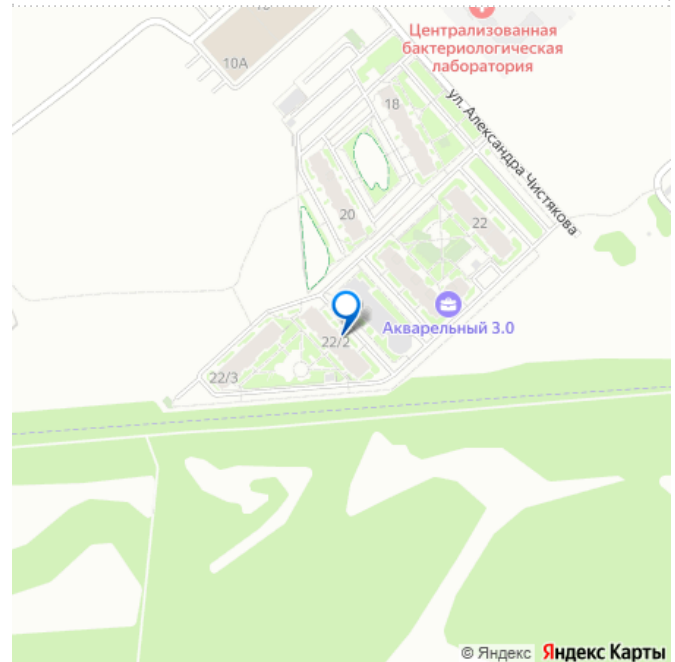 Централизованная
бактериологическая
лаборатория
10А
18
ул. Александра Чистякова
20
22
Акварельный 3.0
22/2
22/3
© Яндекс Яндекс Карты